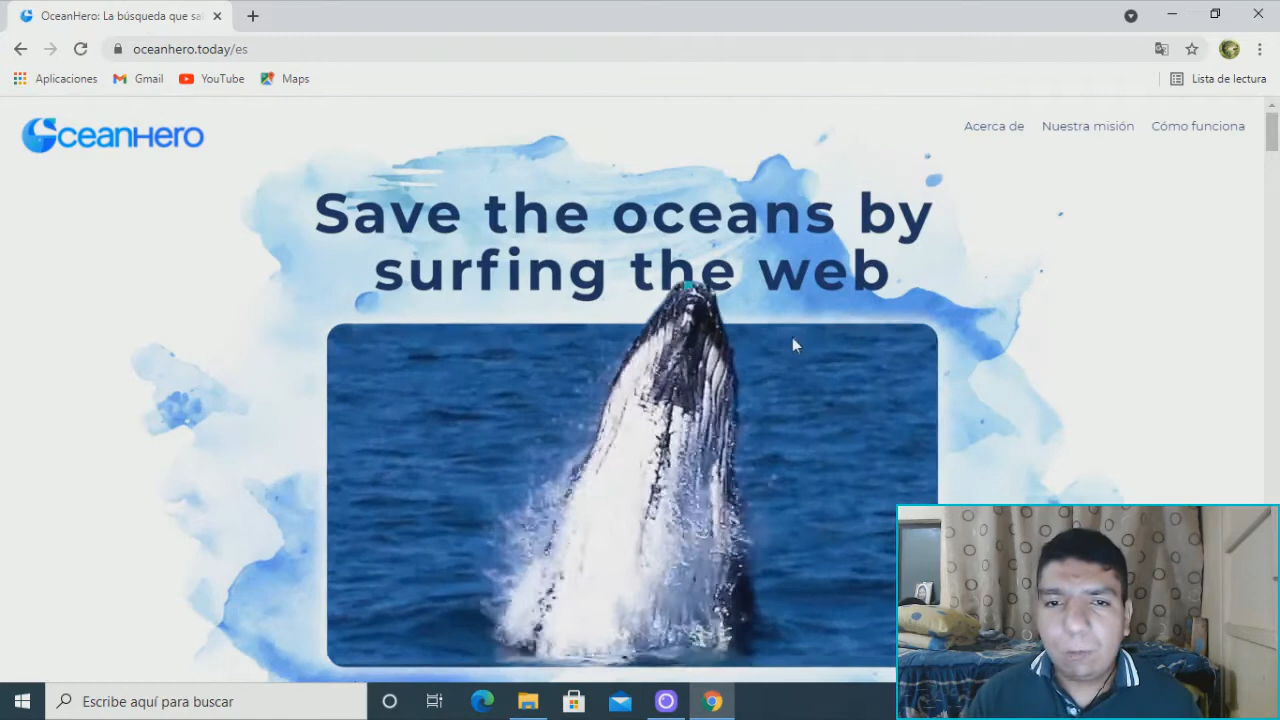 OceanHero: La búsqueda que sal
oceanhero.today/es
Aplicaciones
Gmail
YouTube
Maps
Lista de lectura
OceanHero
Acerca de
Nuestra misión
Cómo funciona
Save the oceans by
surfing the web
Escribe aquí para buscar